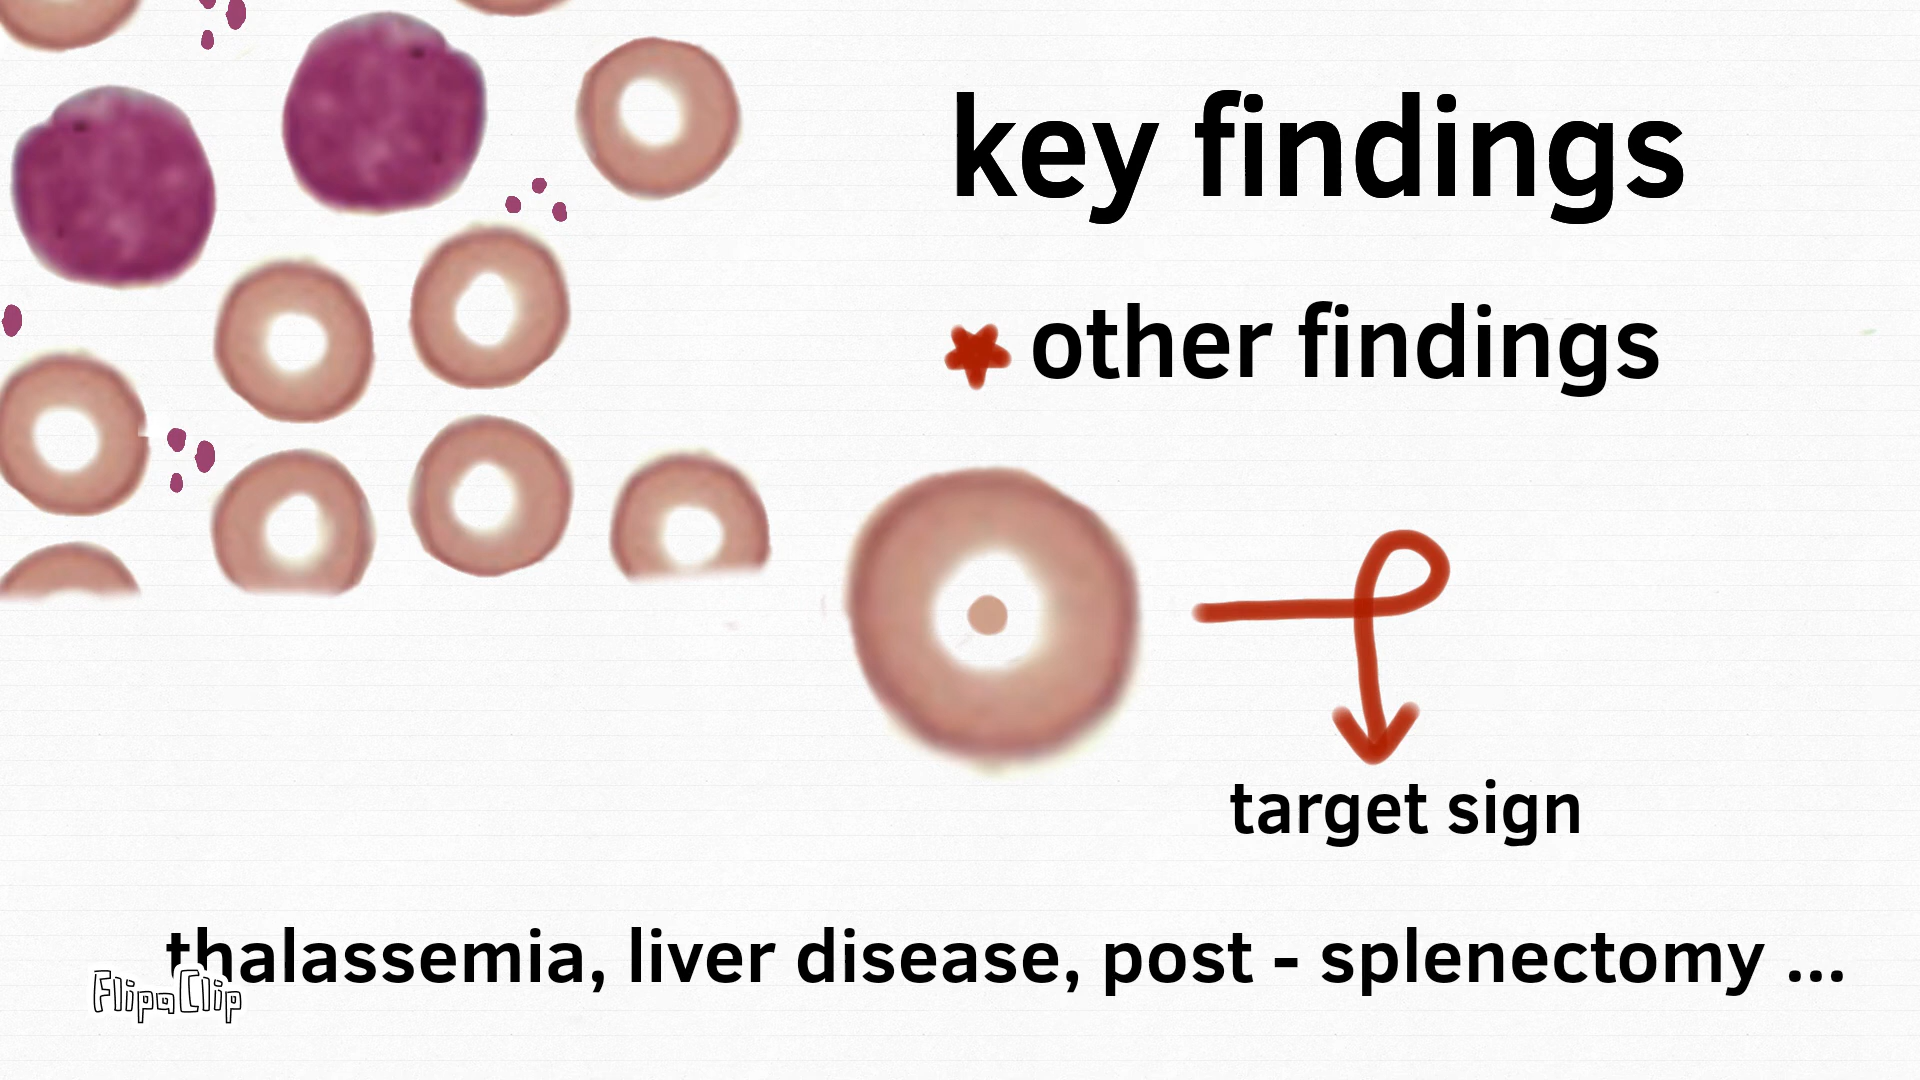 key findings
other findings
target sign
thalassemia, liver disease, post - splenectomy ...
FlipaClip